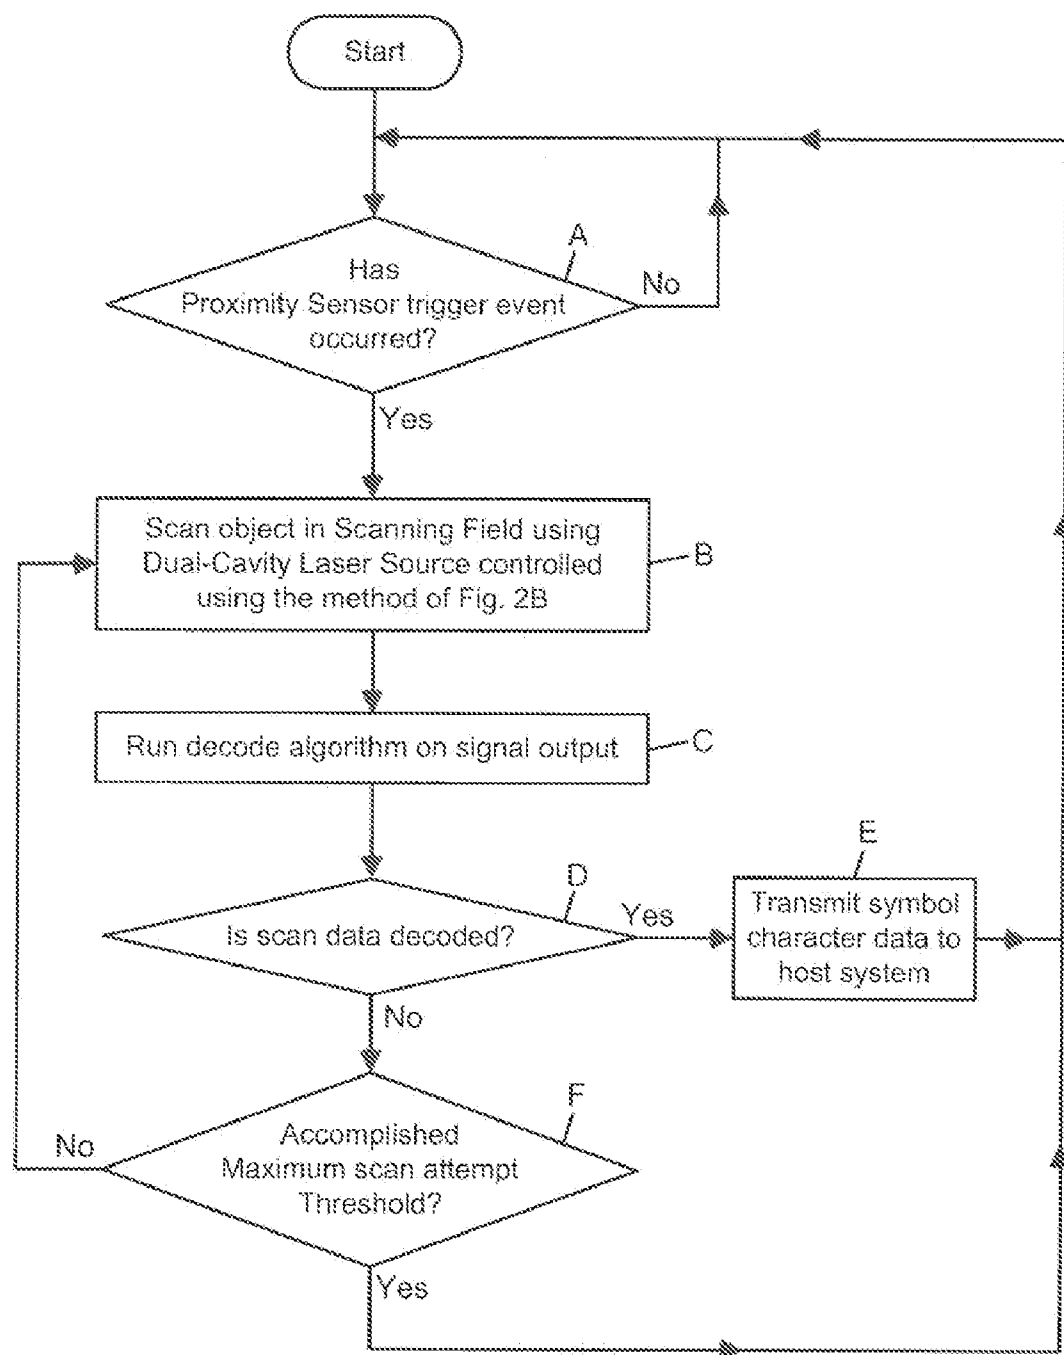 Start
A
Has
Proximity Sensor trigger event
occurred?
No
Yes
Scan object in Scanning Field using
Dual-Cavity Laser Source controlled
using the method of Fig. 2B
B
Run decode algorithm on signal output
C
E
D
Yes
Is scan data decoded?
Transmit symbol
character data to
host system
No
F
No
Accomplished
Maximum scan attempt
Threshold?
Yes